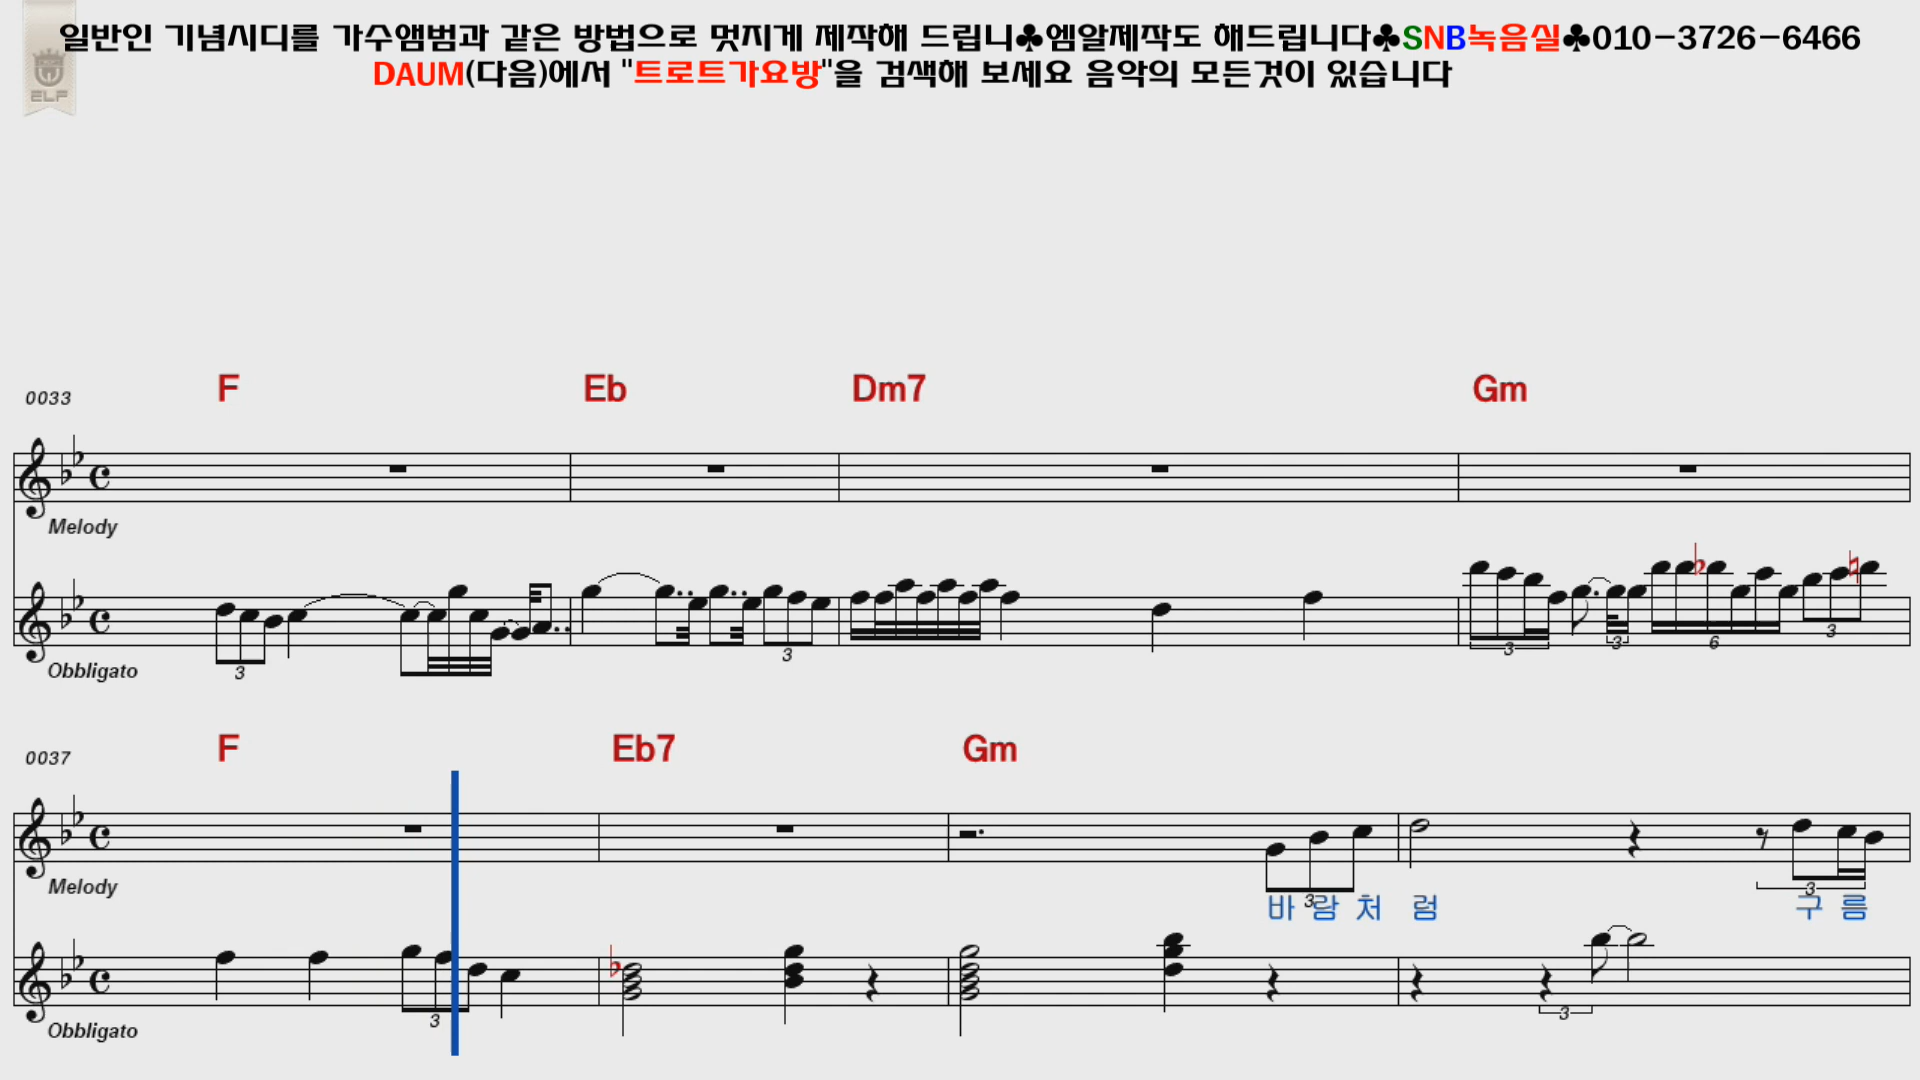 일반인 기념시디를 가수앨범과 같은 방법으로 멋지게 제작해 드립니♣엠알제작도 해드립니다♣SNB녹음실♣010-3726-6466
DAUM(다음)에서 "트로트가요방"을 검색해 보세요 음악의 모든것이 있습니다
ELF
0033 F Eb Dm7 Gm
Melody
3 3 3 3 6 3
Obbligato
0037 F Eb7 Gm
Melody
3 3
바 람 처 럼 구 름
3 3
Obbligato